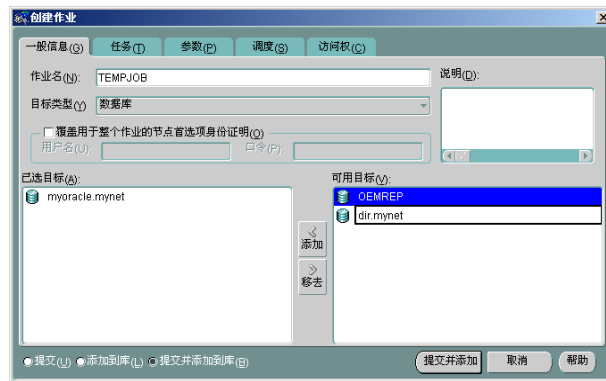 创建作业
一般信息(G) 任务(T) 参数(P) 调度(S) 访问权(C)
作业名(N): TEMPJOB
说明(D):
目标类型(Y) 数据库
覆盖用于整个作业的节点首选项身份证明(O)
用户名(U): 口令(P):
已选目标(A):
可用目标(V):
myoracle.mynet
OEMREP
dir.mynet
添加
移去
提交(U) 添加到库(L) 提交并添加到库(B)
提交并添加 取消 帮助